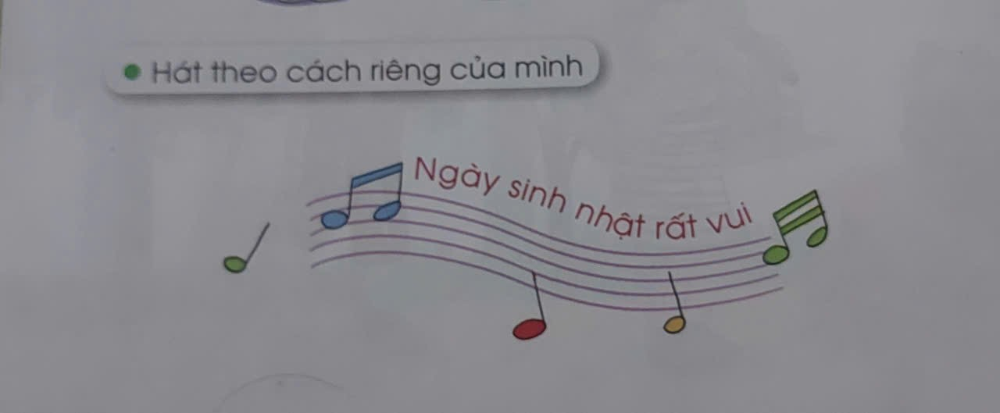 Hát theo cách riêng của mình
Ngày sinh nhật rất vui